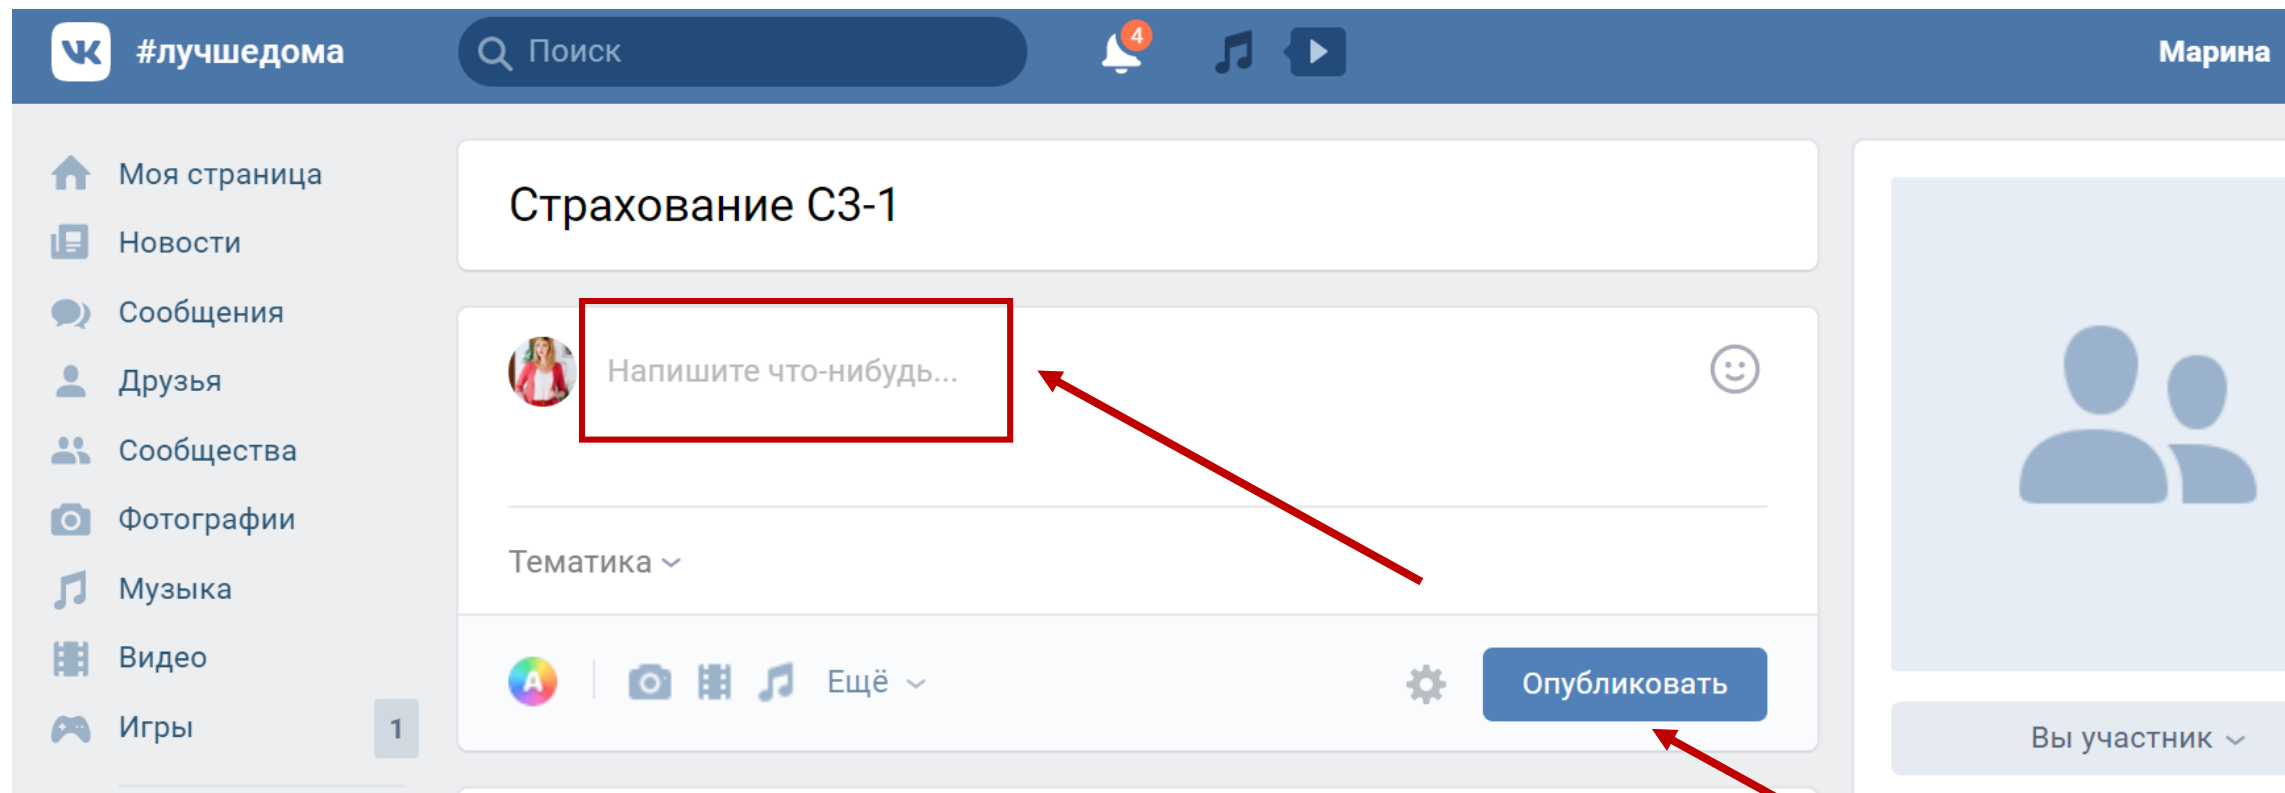 #лучшедома
Поиск
4
Марина
Моя страница
Новости
Сообщения
Друзья
Сообщества
Фотографии
Музыка
Видео
Игры
1
Страхование СЗ-1
Напишите что-нибудь...
Тематика
А
Ещё
Опубликовать
Вы участник